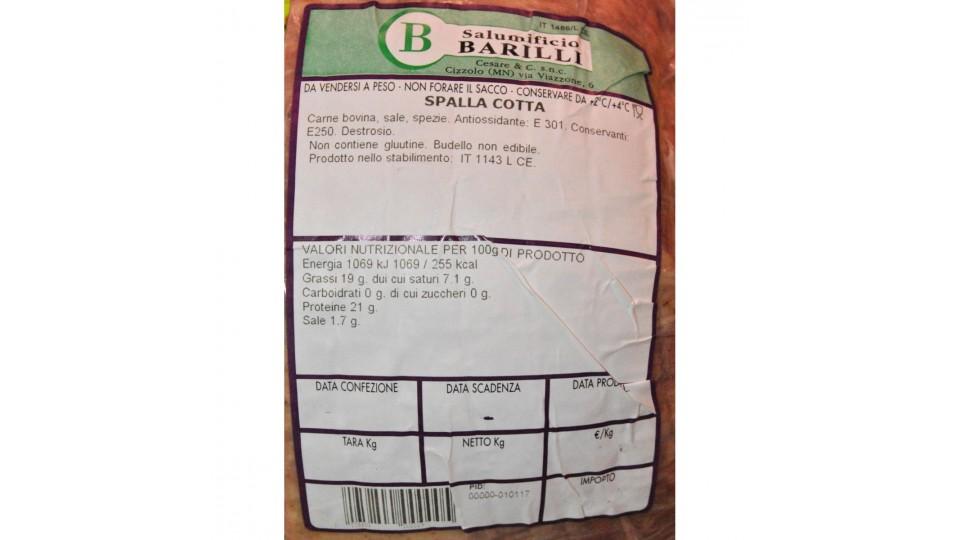 IT 1486/L
B
Salumificio
BARILLI
Cesare & C. s.n.c.
Cizzolo (MN) via Viazzone, 6
DA VENDERSI A PESO - NON FORARE IL SACCO - CONSERVARE DA +2°C/+4°C
SPALLA COTTA
Carne bovina, sale, spezie. Antiossidante: E 301. Conservanti:
E250. Destrosio.
Non contiene gluutine. Budello non edibile.
Prodotto nello stabilimento: IT 1143 L CE.
VALORI NUTRIZIONALE PER 100g DI PRODOTTO
Energia 1069 kJ 1069 / 255 kcal
Grassi 19 g. dui cui saturi 7.1 g.
Carboidrati 0 g. di cui zuccheri 0 g.
Proteine 21 g.
Sale 1,7 g.
DATA CONFEZIONE
DATA SCADENZA
DATA PROD
TARA Kg
NETTO Kg
€/Kg
PID:
00000-010117
IMPORTO